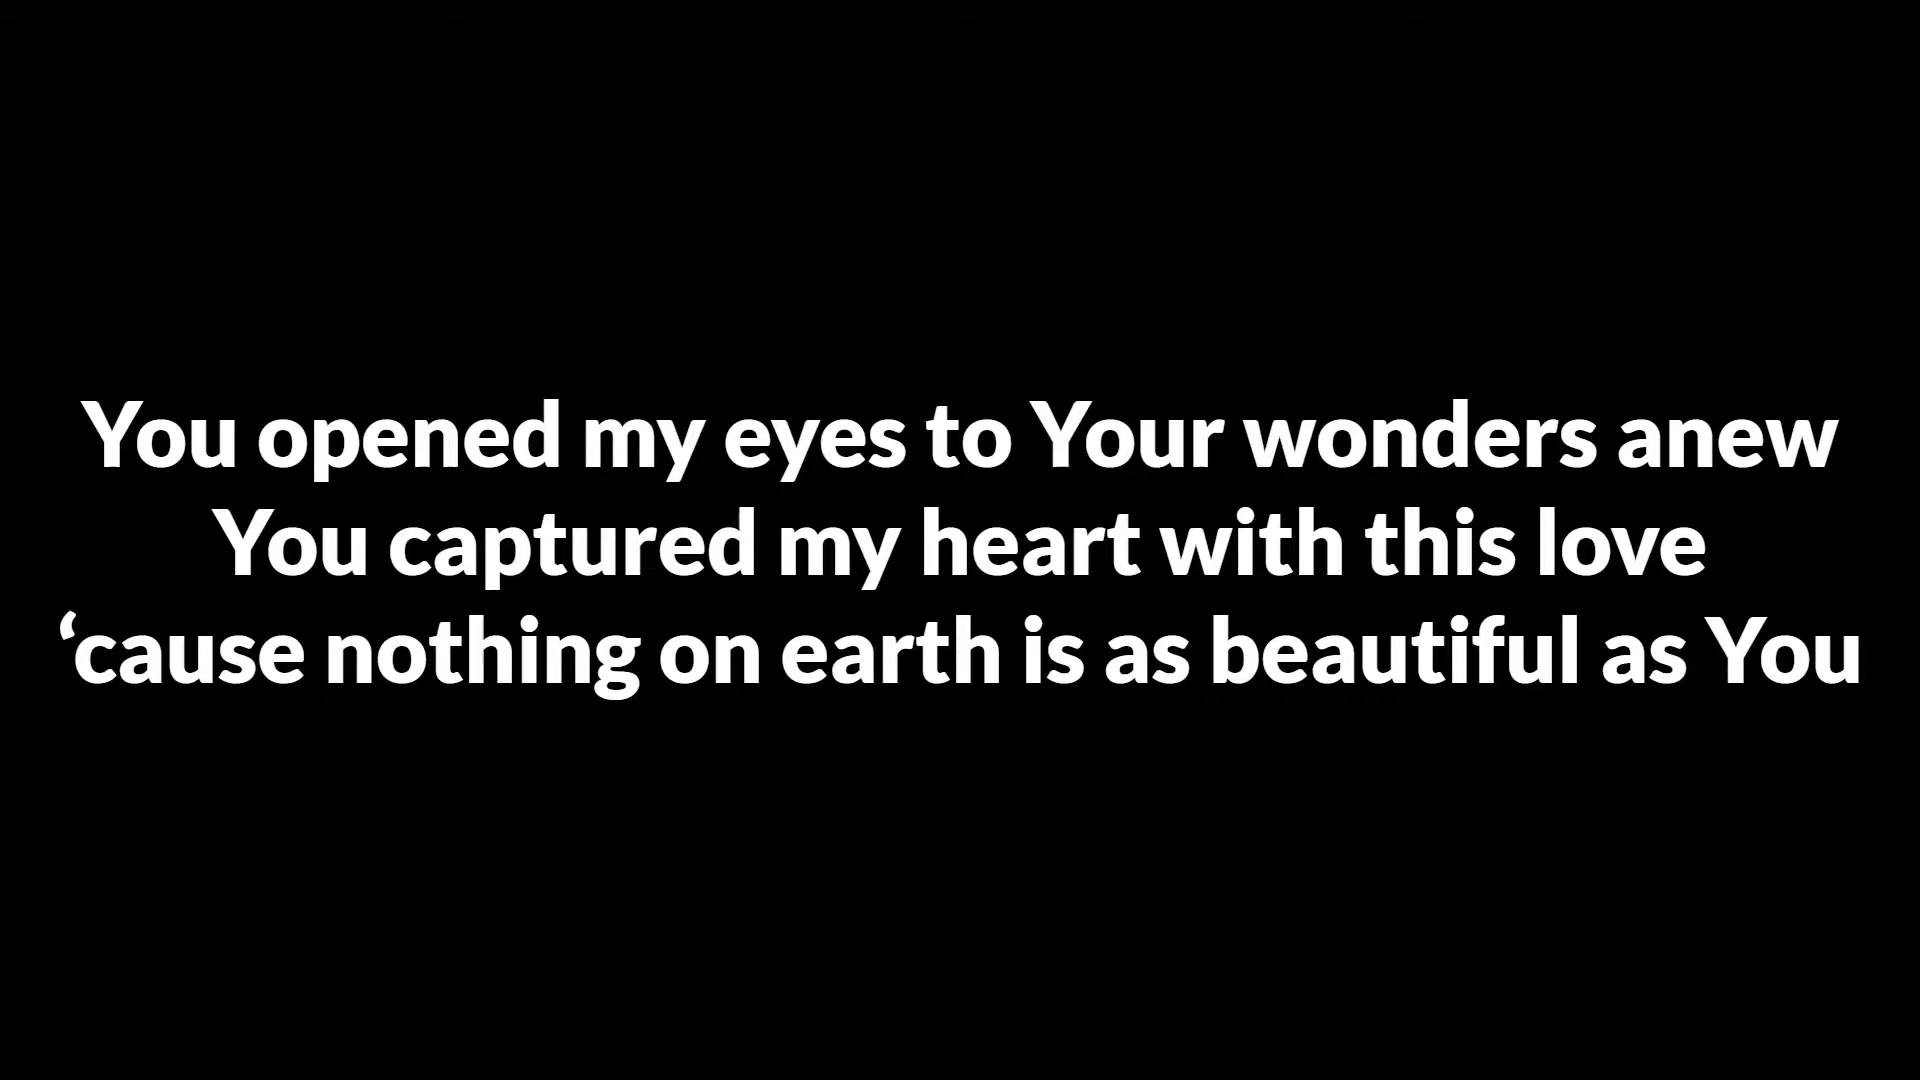 You opened my eyes to Your wonders anew
You captured my heart with this love
‘cause nothing on earth is as beautiful as You